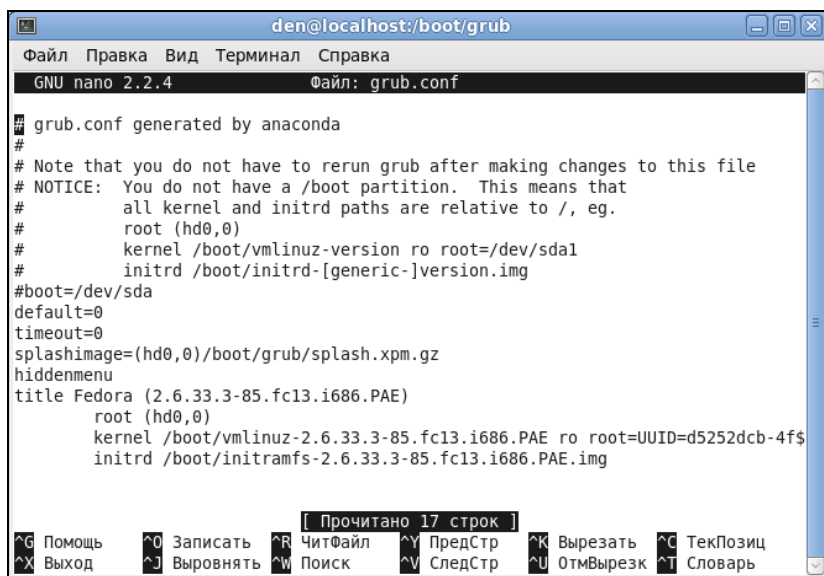 den@localhost:/boot/grub
Файл Правка Вид Терминал Справка
GNU nano 2.2.4 Файл: grub.conf
# grub.conf generated by anaconda
#
# Note that you do not have to rerun grub after making changes to this file
# NOTICE:  You do not have a /boot partition.  This means that
#          all kernel and initrd paths are relative to /, eg.
#          root (hd0,0)
#          kernel /boot/vmlinuz-version ro root=/dev/sda1
#          initrd /boot/initrd-[generic-]version.img
#boot=/dev/sda
default=0
timeout=0
splashimage=(hd0,0)/boot/grub/splash.xpm.gz
hiddenmenu
title Fedora (2.6.33.3-85.fc13.i686.PAE)
        root (hd0,0)
        kernel /boot/vmlinuz-2.6.33.3-85.fc13.i686.PAE ro root=UUID=d5252dcb-4f$
        initrd /boot/initramfs-2.6.33.3-85.fc13.i686.PAE.img
[ Прочитано 17 строк ]
^G Помощь ^O Записать ^R ЧитФайл ^Y ПредСтр ^K Вырезать ^C ТекПозиц
^X Выход ^J Выровнять ^W Поиск ^V СледСтр ^U ОтмВырезк ^T Словарь